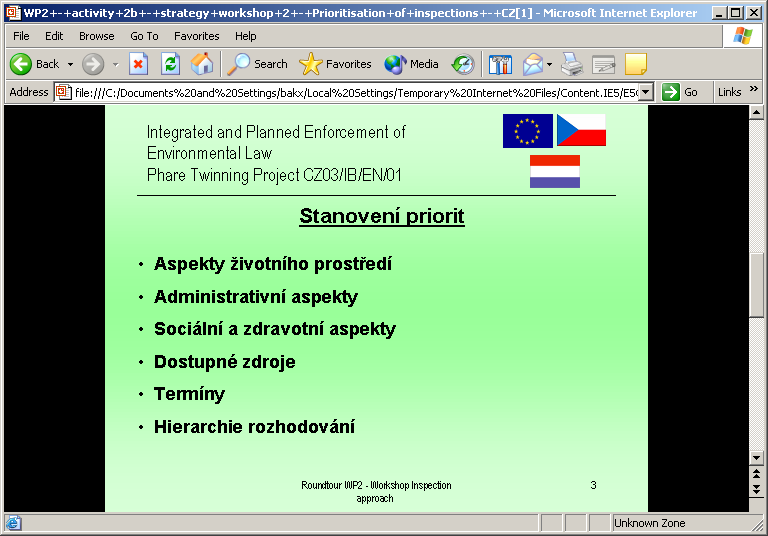 WP2 - activity 2b - strategy workshop 2 - Prioritisation of inspections - CZ[1] - Microsoft Internet Explorer
File Edit Browse Go To Favorites Help
Back Search Favorites Media
Address file:///C:/Documents%20and%20Settings/bakx/Local%20Settings/Temporary%20Internet%20Files/Content.IE5/E5 Go Links »
Integrated and Planned Enforcement of
Environmental Law
Phare Twinning Project CZ03/IB/EN/01
Stanovení priorit
• Aspekty životního prostředí
• Administrativní aspekty
• Sociální a zdravotní aspekty
• Dostupné zdroje
• Termíny
• Hierarchie rozhodování
Roundtour WP2 - Workshop Inspection
approach
3
Unknown Zone